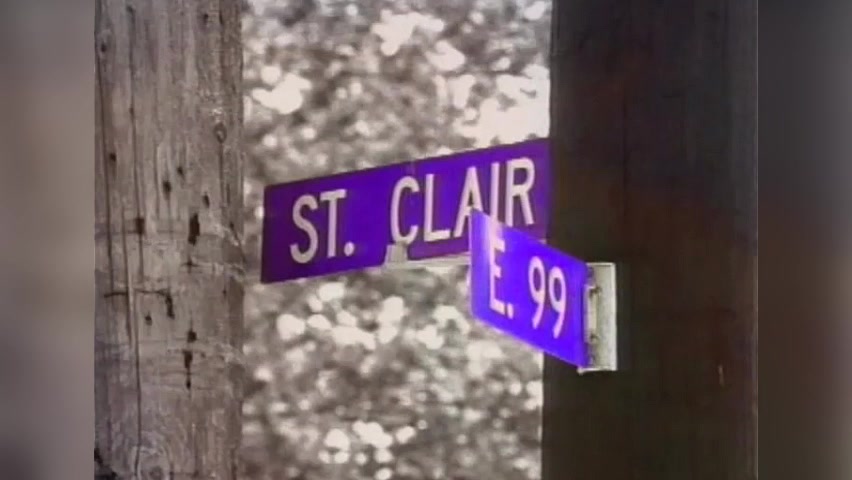 ST. CLAIR
E. 99